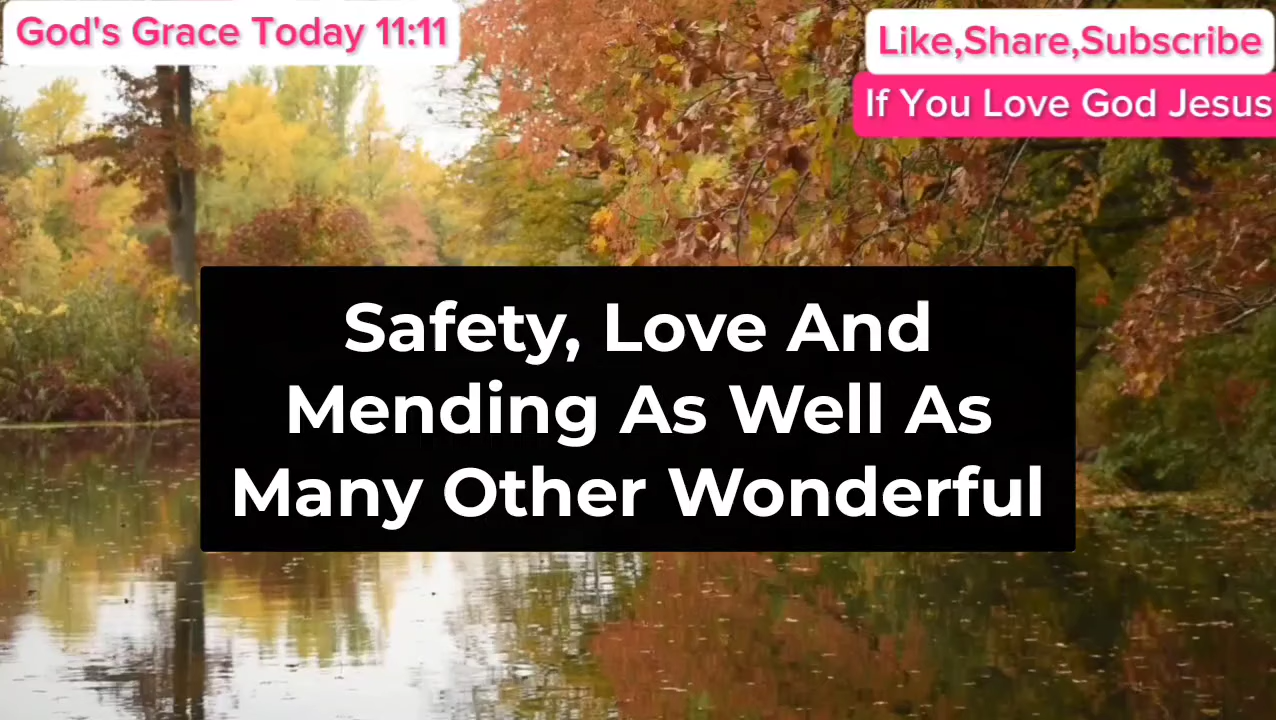 God's Grace Today 11:11
Like,Share,Subscribe
If You Love God Jesus
Safety, Love And
Mending As Well As
Many Other Wonderful